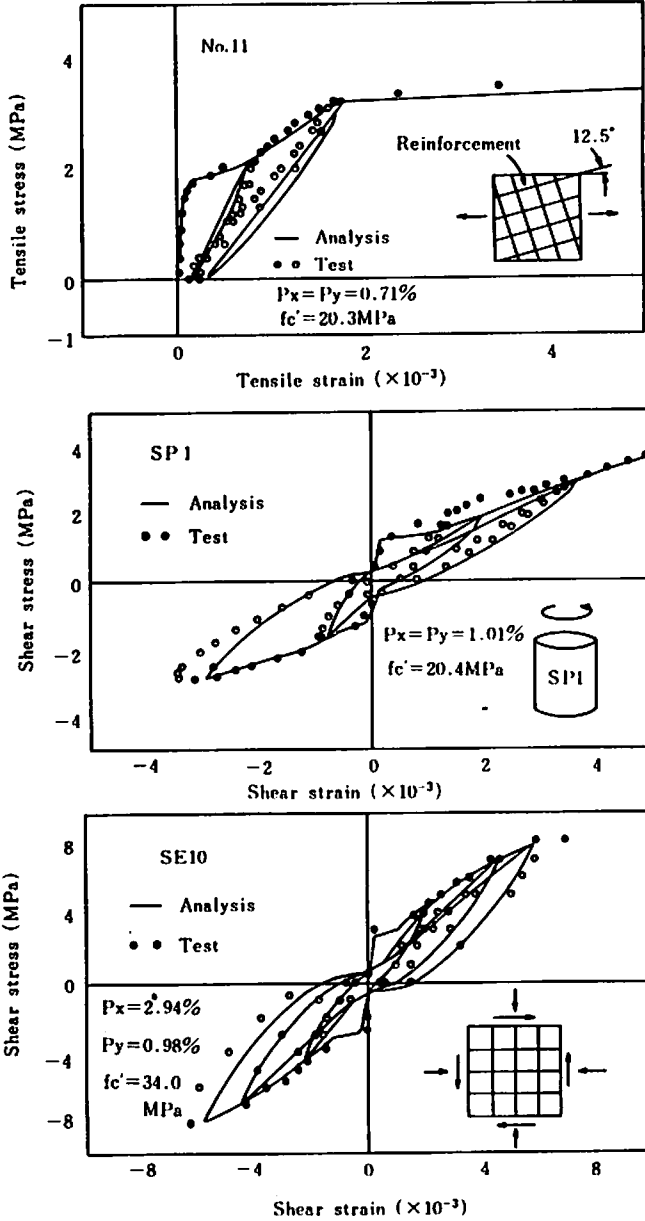 No.11
4
2
0
−1
Tensile stress (MPa)
Reinforcement
12.5°
Analysis
Test
Px=Py=0.71%
fc'=20.3MPa
0
2
4
Tensile strain (×10⁻³)
SP1
Analysis
Test
4
2
0
−2
−4
Shear stress (MPa)
Px=Py=1.01%
fc'=20.4MPa
SP1
−4
−2
0
2
4
Shear strain (×10⁻³)
SE10
Analysis
Test
8
4
0
−4
−8
Shear stress (MPa)
Px=2.94%
Py=0.98%
fc'=34.0
MPa
−8
−4
0
4
8
Shear strain (×10⁻³)